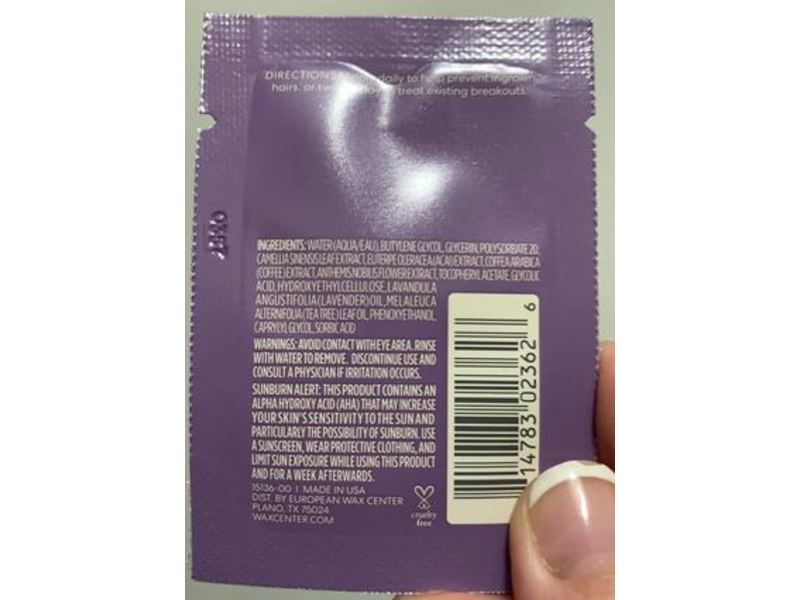 DIRECTIONS: daily to help prevent ingrown
hairs, or treat existing breakouts.
INGREDIENTS: WATER (AQUA/EAU), BUTYLENE GLYCOL, GLYCERIN, POLYSORBATE 20,
CAMELLIA SINENSIS LEAF EXTRACT, EUTERPE OLERACEA (ACAI) EXTRACT, COFFEA ARABICA
(COFFEE) EXTRACT, ANTHEMIS NOBILIS FLOWER EXTRACT, TOCOPHERYL ACETATE, GLYCOLIC
ACID, HYDROXYETHYLCELLULOSE, LAVANDULA
ANGUSTIFOLIA (LAVENDER) OIL, MELALEUCA
ALTERNIFOLIA (TEA TREE) LEAF OIL, PHENOXYETHANOL,
CAPRYLYL GLYCOL, SORBIC ACID
WARNINGS: AVOID CONTACT WITH EYE AREA. RINSE
WITH WATER TO REMOVE. DISCONTINUE USE AND
CONSULT A PHYSICIAN IF IRRITATION OCCURS.
SUNBURN ALERT: THIS PRODUCT CONTAINS AN
ALPHA HYDROXY ACID (AHA) THAT MAY INCREASE
YOUR SKIN'S SENSITIVITY TO THE SUN AND
PARTICULARLY THE POSSIBILITY OF SUNBURN. USE
A SUNSCREEN, WEAR PROTECTIVE CLOTHING, AND
LIMIT SUN EXPOSURE WHILE USING THIS PRODUCT
AND FOR A WEEK AFTERWARDS.
15136-00 | MADE IN USA
DIST. BY EUROPEAN WAX CENTER
PLANO, TX 75024
WAXCENTER.COM
cruelty
free
14783 02362 6